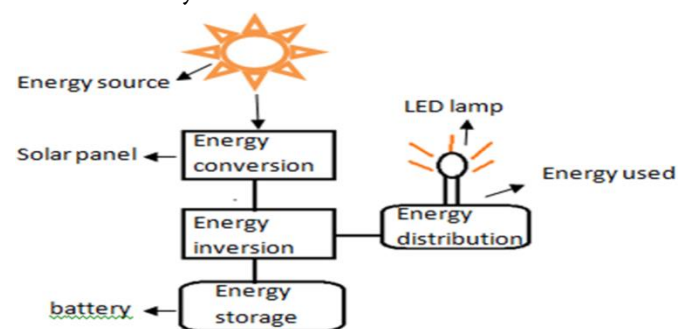 Energy source
LED lamp
Solar panel
Energy
conversion
Energy used
Energy
inversion
Energy
distribution
battery
Energy
storage